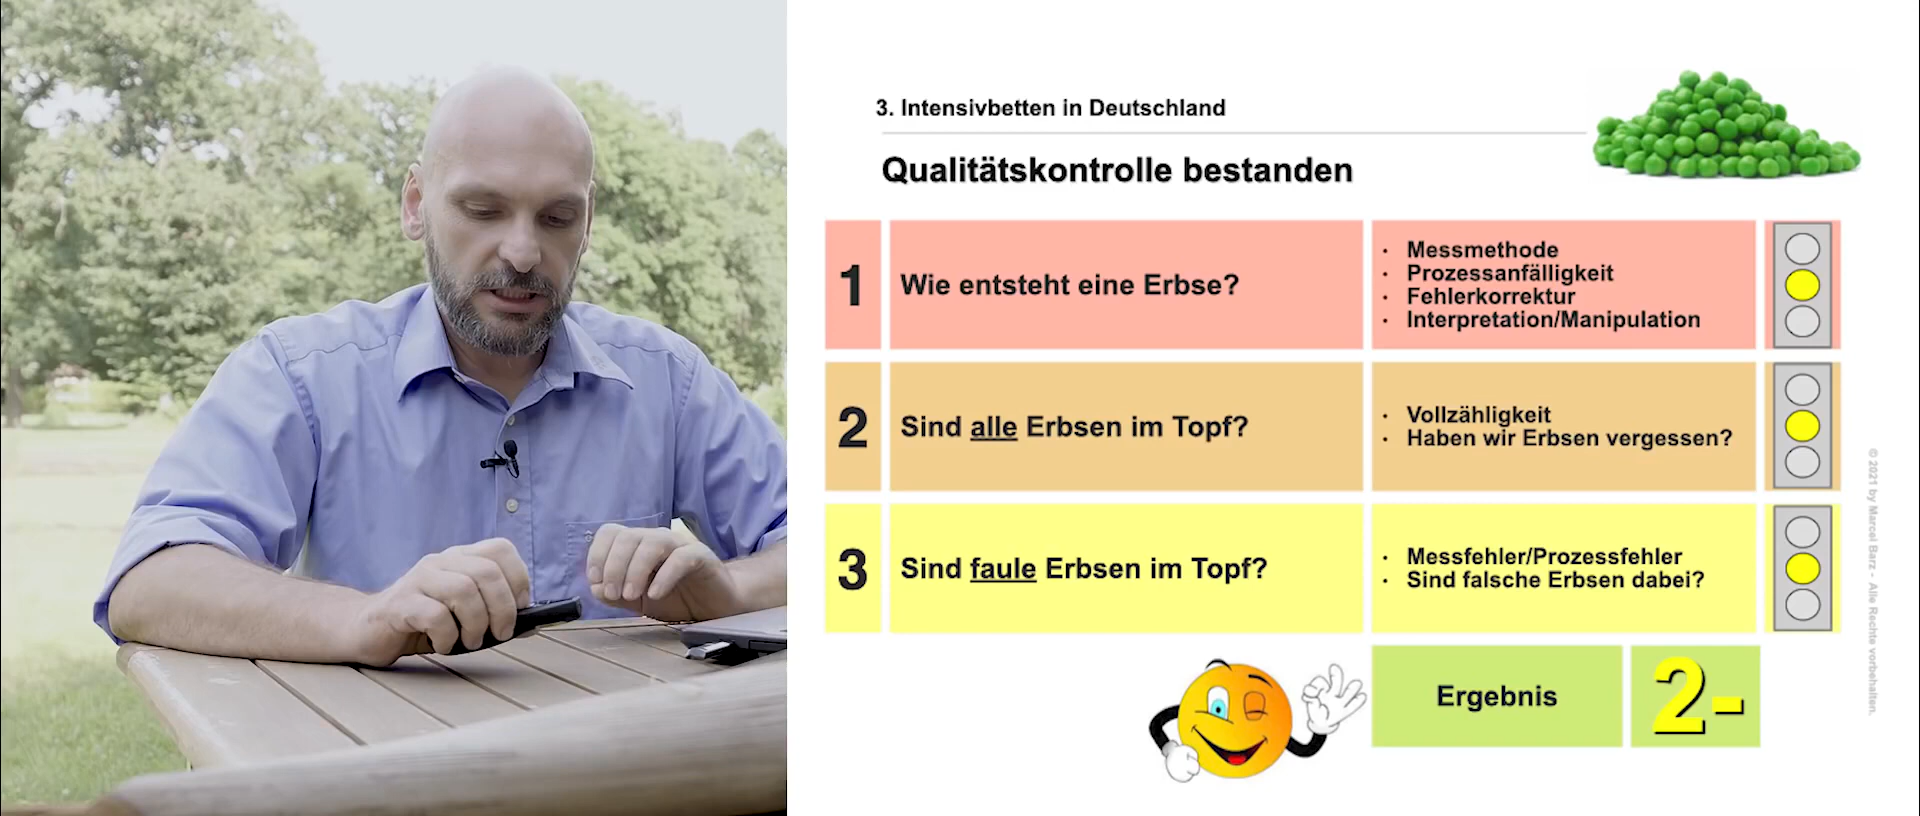 3. Intensivbetten in Deutschland
Qualitätskontrolle bestanden
1
Wie entsteht eine Erbse?
· Messmethode
· Prozessanfälligkeit
· Fehlerkorrektur
· Interpretation/Manipulation
2
Sind alle Erbsen im Topf?
· Vollzähligkeit
· Haben wir Erbsen vergessen?
3
Sind faule Erbsen im Topf?
· Messfehler/Prozessfehler
· Sind falsche Erbsen dabei?
Ergebnis
2-
© 2021 by Marcel Barz - Alle Rechte vorbehalten.